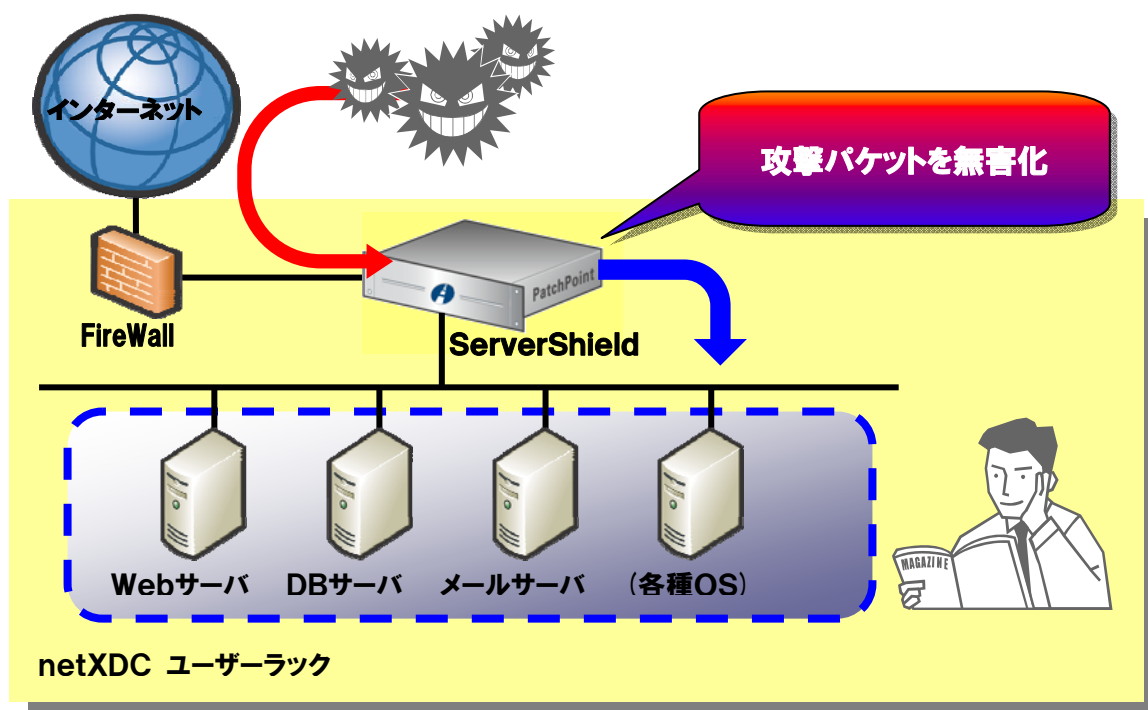 インターネット
攻撃パケットを無害化
PatchPoint
FireWall
ServerShield
Webサーバ
DBサーバ
メールサーバ
(各種OS)
MAGAZINE
netXDC ユーザーラック